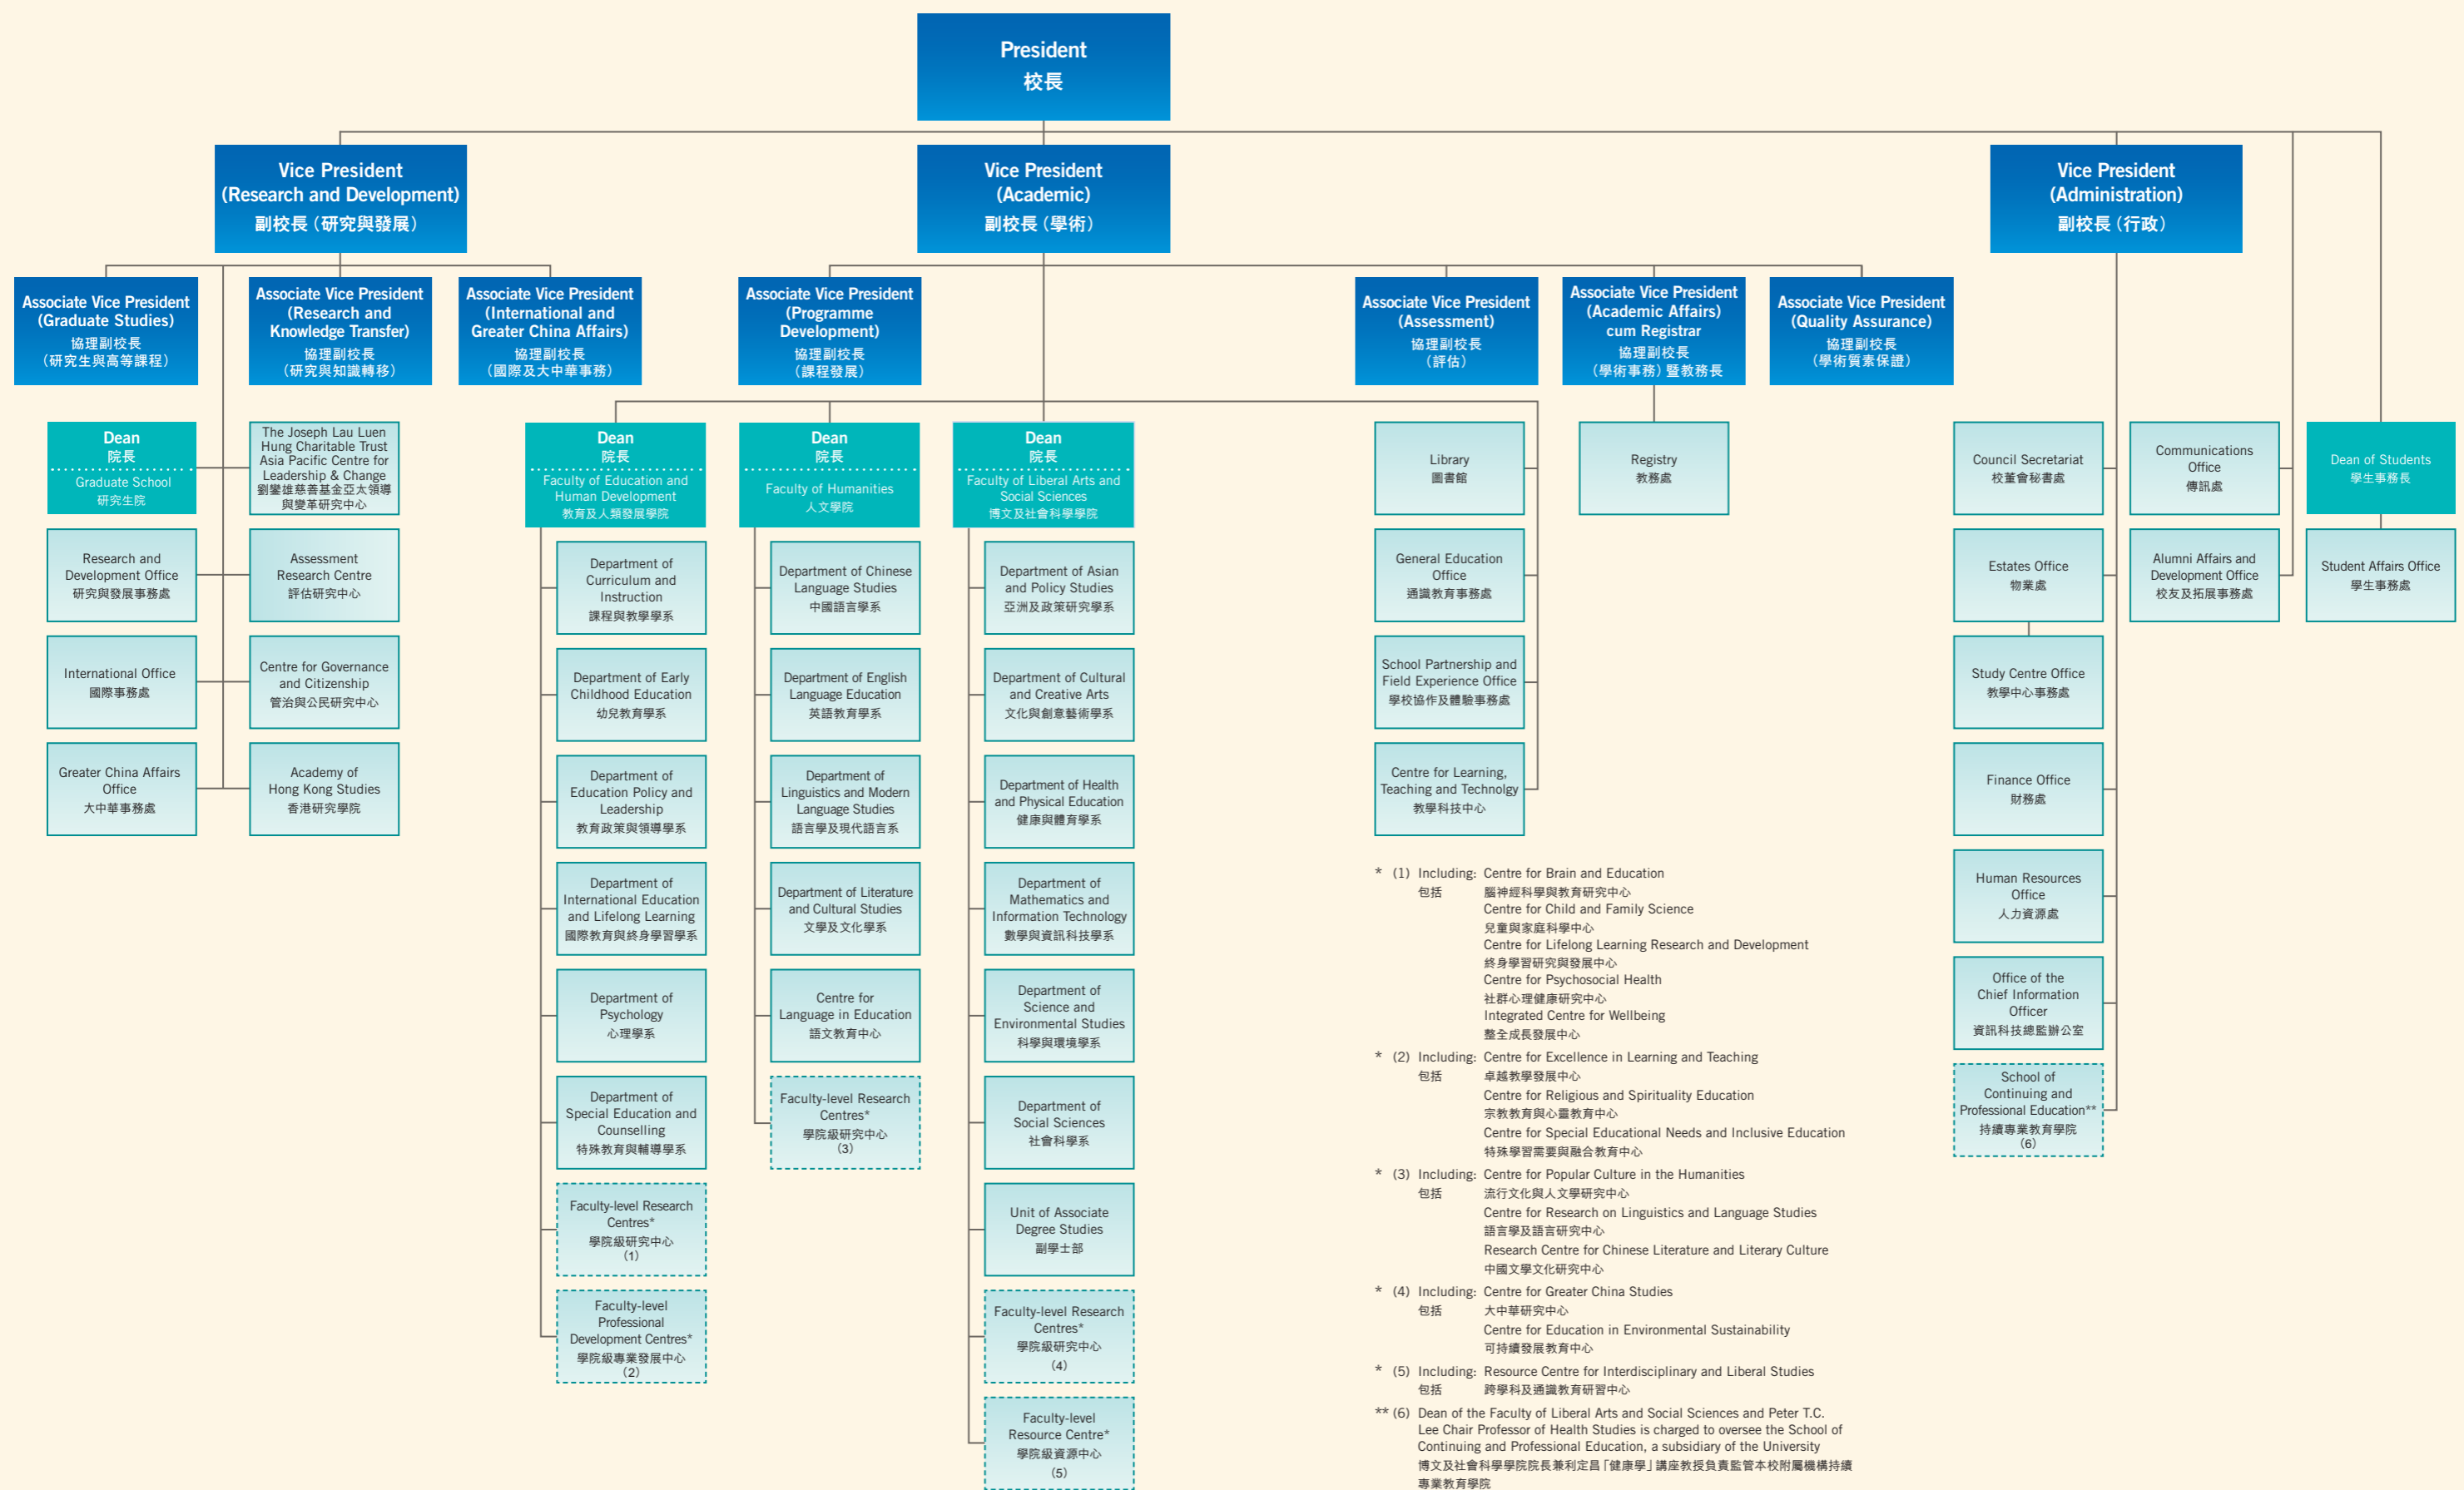 President
校長
Vice President
(Research and Development)
副校長（研究與發展）
Vice President
(Academic)
副校長（學術）
Vice President
(Administration)
副校長（行政）
Associate Vice President
(Graduate Studies)
協理副校長
（研究生與高等課程）
Associate Vice President
(Research and
Knowledge Transfer)
協理副校長
（研究與知識轉移）
Associate Vice President
(International and
Greater China Affairs)
協理副校長
（國際及大中華事務）
Associate Vice President
(Programme
Development)
協理副校長
（課程發展）
Associate Vice President
(Assessment)
協理副校長
（評估）
Associate Vice President
(Academic Affairs)
cum Registrar
協理副校長
（學術事務）暨教務長
Associate Vice President
(Quality Assurance)
協理副校長
（學術質素保證）
Dean
院長
Graduate School
研究生院
Research and
Development Office
研究與發展事務處
International Office
國際事務處
Greater China Affairs
Office
大中華事務處
The Joseph Lau Luen
Hung Charitable Trust
Asia Pacific Centre for
Leadership & Change
劉鑾雄慈善基金亞太領導
與變革研究中心
Assessment
Research Centre
評估研究中心
Centre for Governance
and Citizenship
管治與公民研究中心
Academy of
Hong Kong Studies
香港研究學院
Dean
院長
Faculty of Education and
Human Development
教育及人類發展學院
Department of
Curriculum and
Instruction
課程與教學學系
Department of Early
Childhood Education
幼兒教育學系
Department of
Education Policy and
Leadership
教育政策與領導學系
Department of
International Education
and Lifelong Learning
國際教育與終身學習學系
Department of
Psychology
心理學系
Department of
Special Education and
Counselling
特殊教育與輔導學系
Faculty-level Research
Centres*
學院級研究中心
（1）
Faculty-level
Professional
Development Centres*
學院級專業發展中心
（2）
Dean
院長
Faculty of Humanities
人文學院
Department of Chinese
Language Studies
中國語言學系
Department of English
Language Education
英語教育學系
Department of
Linguistics and Modern
Language Studies
語言學及現代語言系
Department of Literature
and Cultural Studies
文學及文化學系
Centre for
Language in Education
語文教育中心
Faculty-level Research
Centres*
學院級研究中心
（3）
Dean
院長
Faculty of Liberal Arts and
Social Sciences
博文及社會科學學院
Department of Asian
and Policy Studies
亞洲及政策研究學系
Department of Cultural
and Creative Arts
文化與創意藝術學系
Department of Health
and Physical Education
健康與體育學系
Department of
Mathematics and
Information Technology
數學與資訊科技學系
Department of
Science and
Environmental Studies
科學與環境學系
Department of
Social Sciences
社會科學系
Unit of Associate
Degree Studies
副學士部
Faculty-level Research
Centres*
學院級研究中心
（4）
Faculty-level
Resource Centre*
學院級資源中心
（5）
Library
圖書館
General Education
Office
通識教育事務處
School Partnership and
Field Experience Office
學校協作及體驗事務處
Centre for Learning,
Teaching and Technolgy
教學科技中心
Registry
教務處
Council Secretariat
校董會秘書處
Estates Office
物業處
Study Centre Office
教學中心事務處
Finance Office
財務處
Human Resources
Office
人力資源處
Office of the
Chief Information
Officer
資訊科技總監辦公室
School of
Continuing and
Professional Education**
持續專業教育學院
（6）
Communications
Office
傳訊處
Alumni Affairs and
Development Office
校友及拓展事務處
Dean of Students
學生事務長
Student Affairs Office
學生事務處
* (1) Including: Centre for Brain and Education
包括 腦神經科學與教育研究中心
Centre for Child and Family Science
兒童與家庭科學中心
Centre for Lifelong Learning Research and Development
終身學習研究與發展中心
Centre for Psychosocial Health
社群心理健康研究中心
Integrated Centre for Wellbeing
整全成長發展中心
* (2) Including: Centre for Excellence in Learning and Teaching
包括 卓越教學發展中心
Centre for Religious and Spirituality Education
宗教教育與心靈教育中心
Centre for Special Educational Needs and Inclusive Education
特殊學習需要與融合教育中心
* (3) Including: Centre for Popular Culture in the Humanities
包括 流行文化與人文學研究中心
Centre for Research on Linguistics and Language Studies
語言學及語言研究中心
Research Centre for Chinese Literature and Literary Culture
中國文學文化研究中心
* (4) Including: Centre for Greater China Studies
包括 大中華研究中心
Centre for Education in Environmental Sustainability
可持續發展教育中心
* (5) Including: Resource Centre for Interdisciplinary and Liberal Studies
包括 跨學科及通識教育研習中心
** (6) Dean of the Faculty of Liberal Arts and Social Sciences and Peter T.C.
Lee Chair Professor of Health Studies is charged to oversee the School of
Continuing and Professional Education, a subsidiary of the University
博文及社會科學學院院長兼利定昌「健康學」講座教授負責監管本校附屬機構持續
專業教育學院